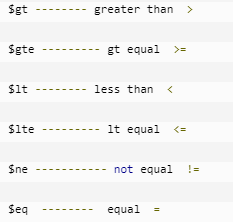 $gt -------- greater than  >
$gte --------- gt equal  >=
$lt -------- less than  <
$lte --------- lt equal  <=
$ne ----------- not equal  !=
$eq  --------  equal  =